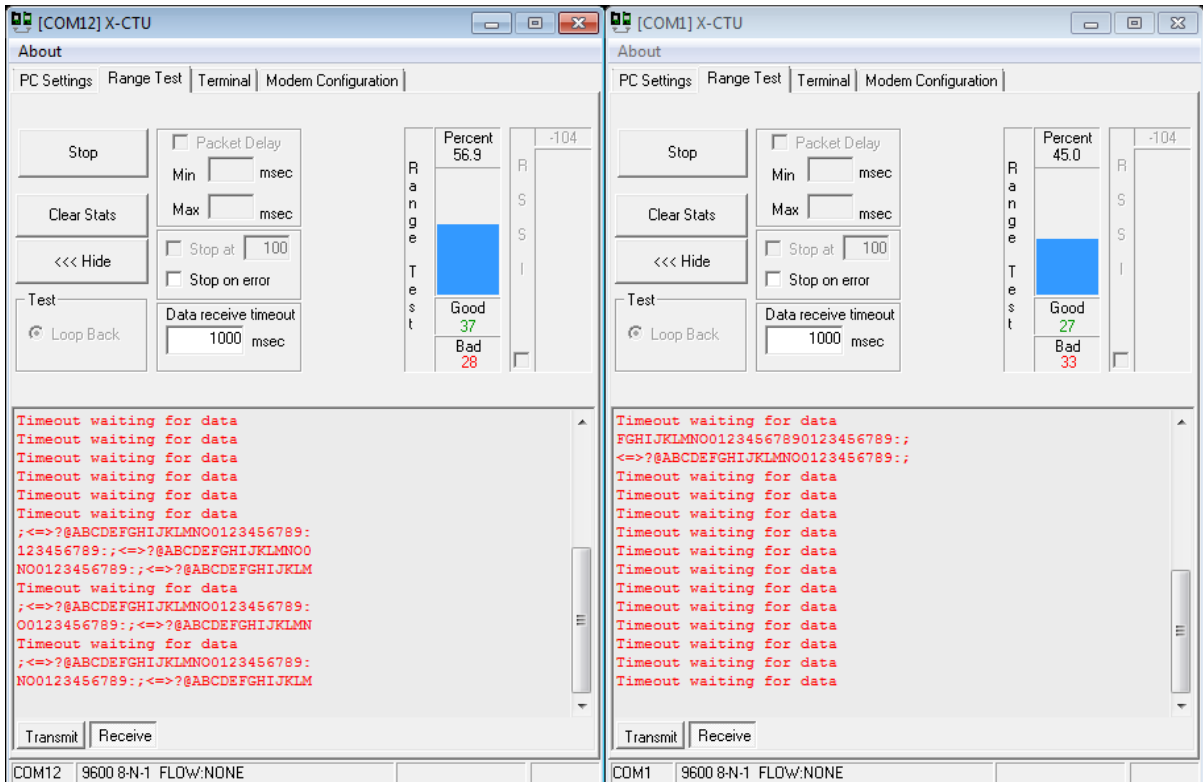 [COM12] X-CTU
About
PC Settings Range Test Terminal Modem Configuration
Stop
Clear Stats
<<< Hide
Test
Loop Back
Packet Delay
Min msec
Max msec
Stop at 100
Stop on error
Data receive timeout
1000 msec
Range Test
Percent
56.9
Good
37
Bad
28
-104
RSSI
Timeout waiting for data
Timeout waiting for data
Timeout waiting for data
Timeout waiting for data
Timeout waiting for data
Timeout waiting for data
;<=>?@ABCDEFGHIJKLMNO0123456789:
123456789:;<=>?@ABCDEFGHIJKLMNO0
NO0123456789:;<=>?@ABCDEFGHIJKLM
Timeout waiting for data
;<=>?@ABCDEFGHIJKLMNO0123456789:
O0123456789:;<=>?@ABCDEFGHIJKLMN
Timeout waiting for data
;<=>?@ABCDEFGHIJKLMNO0123456789:
NO0123456789:;<=>?@ABCDEFGHIJKLM
Transmit Receive
COM12 9600 8-N-1 FLOW:NONE
[COM1] X-CTU
About
PC Settings Range Test Terminal Modem Configuration
Stop
Clear Stats
<<< Hide
Test
Loop Back
Packet Delay
Min msec
Max msec
Stop at 100
Stop on error
Data receive timeout
1000 msec
Range Test
Percent
45.0
Good
27
Bad
33
-104
RSSI
Timeout waiting for data
FGHIJKLMNO01234567890123456789:;
<=>?@ABCDEFGHIJKLMNO0123456789:;
Timeout waiting for data
Timeout waiting for data
Timeout waiting for data
Timeout waiting for data
Timeout waiting for data
Timeout waiting for data
Timeout waiting for data
Timeout waiting for data
Timeout waiting for data
Timeout waiting for data
Timeout waiting for data
Timeout waiting for data
Transmit Receive
COM1 9600 8-N-1 FLOW:NONE